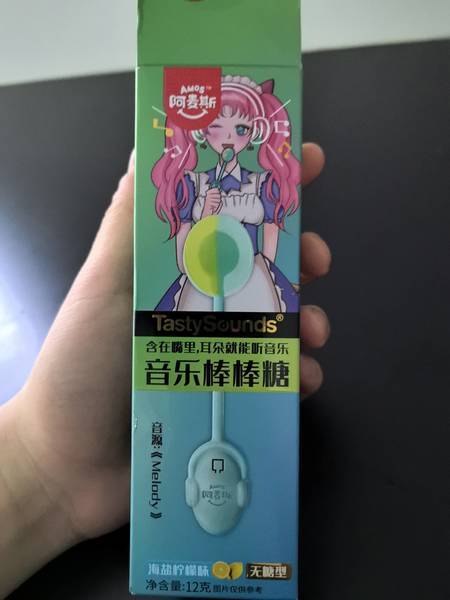 AMOS™
阿麦斯
TastySounds®
含在嘴里,耳朵就能听音乐
音乐棒棒糖
音源:《Melody》
AMOS
阿麦斯
海盐柠檬味
无糖型
净含量:12克 图片仅供参考